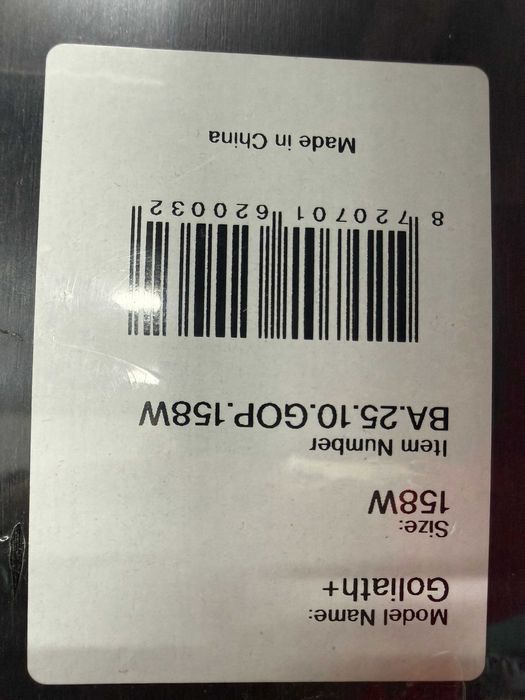 Model Name:
Goliath+
Size:
158W
Item Number
BA.25.10.GOP.158W
8 720701 620032
Made in China